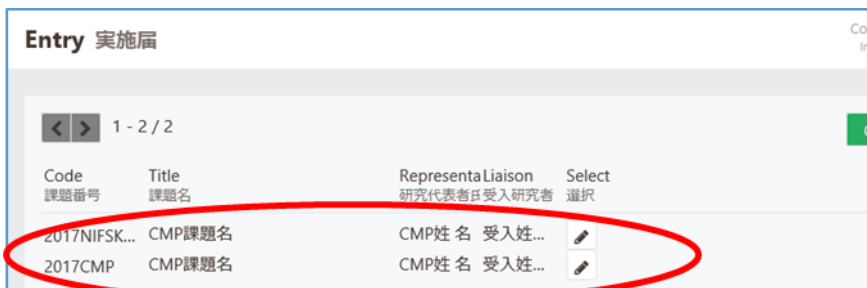 Entry 実施届
Co
1 - 2 / 2
Code Title Representa Liaison Select
課題番号 課題名 研究代表者氏 受入研究者 選択
2017NIFSK... CMP課題名 CMP姓 名 受入姓...
2017CMP CMP課題名 CMP姓 名 受入姓...